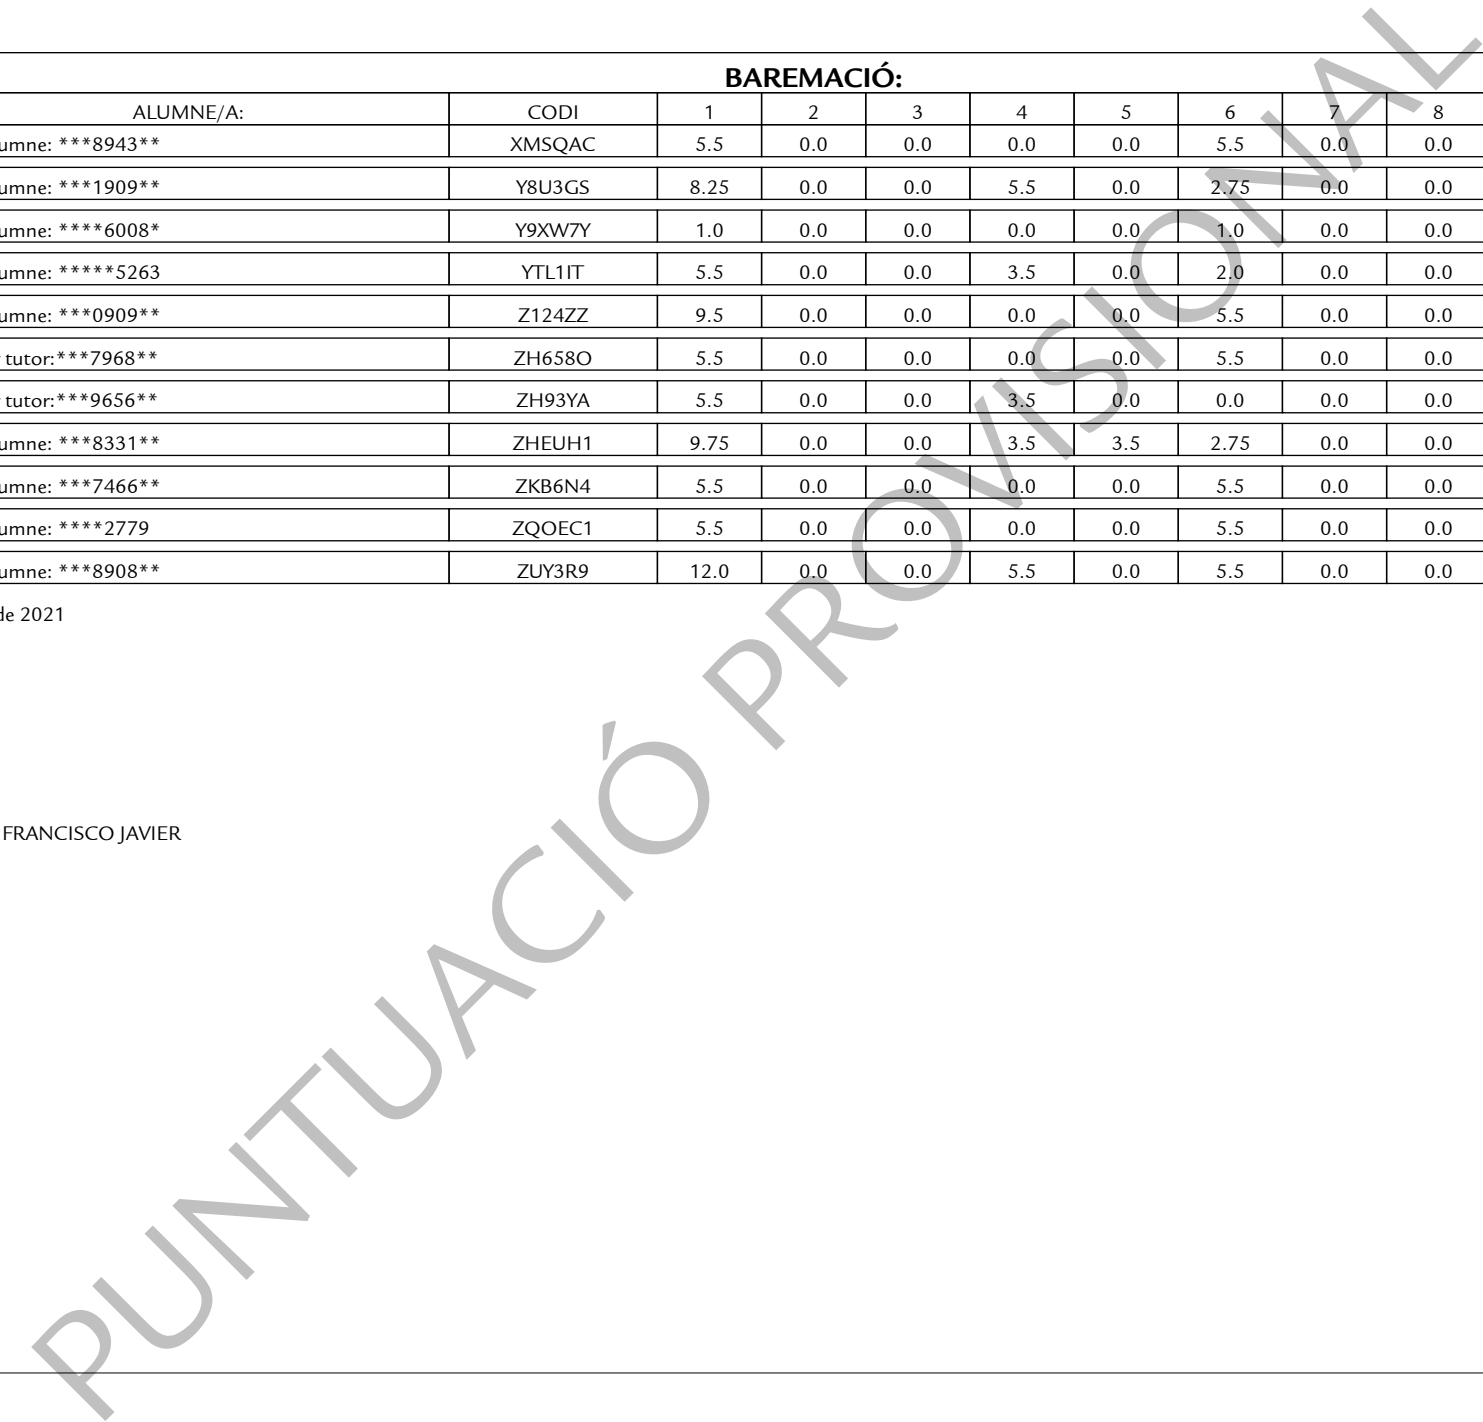 BAREMACIÓ:
ALUMNE/A: CODI 1 2 3 4 5 6 7 8
umne: ***8943** XMSQAC 5.5 0.0 0.0 0.0 0.0 5.5 0.0 0.0
umne: ***1909** Y8U3GS 8.25 0.0 0.0 5.5 0.0 2.75 0.0 0.0
umne: ****6008* Y9XW7Y 1.0 0.0 0.0 0.0 0.0 1.0 0.0 0.0
umne: *****5263 YTL1IT 5.5 0.0 0.0 3.5 0.0 2.0 0.0 0.0
umne: ***0909** Z124ZZ 9.5 0.0 0.0 0.0 0.0 5.5 0.0 0.0
tutor:***7968** ZH658O 5.5 0.0 0.0 0.0 0.0 5.5 0.0 0.0
tutor:***9656** ZH93YA 5.5 0.0 0.0 3.5 0.0 0.0 0.0 0.0
umne: ***8331** ZHEUH1 9.75 0.0 0.0 3.5 3.5 2.75 0.0 0.0
umne: ***7466** ZKB6N4 5.5 0.0 0.0 0.0 0.0 5.5 0.0 0.0
umne: ****2779 ZQOEC1 5.5 0.0 0.0 0.0 0.0 5.5 0.0 0.0
umne: ***8908** ZUY3R9 12.0 0.0 0.0 5.5 0.0 5.5 0.0 0.0
de 2021
FRANCISCO JAVIER
PUNTUACIÓ PROVISIONAL